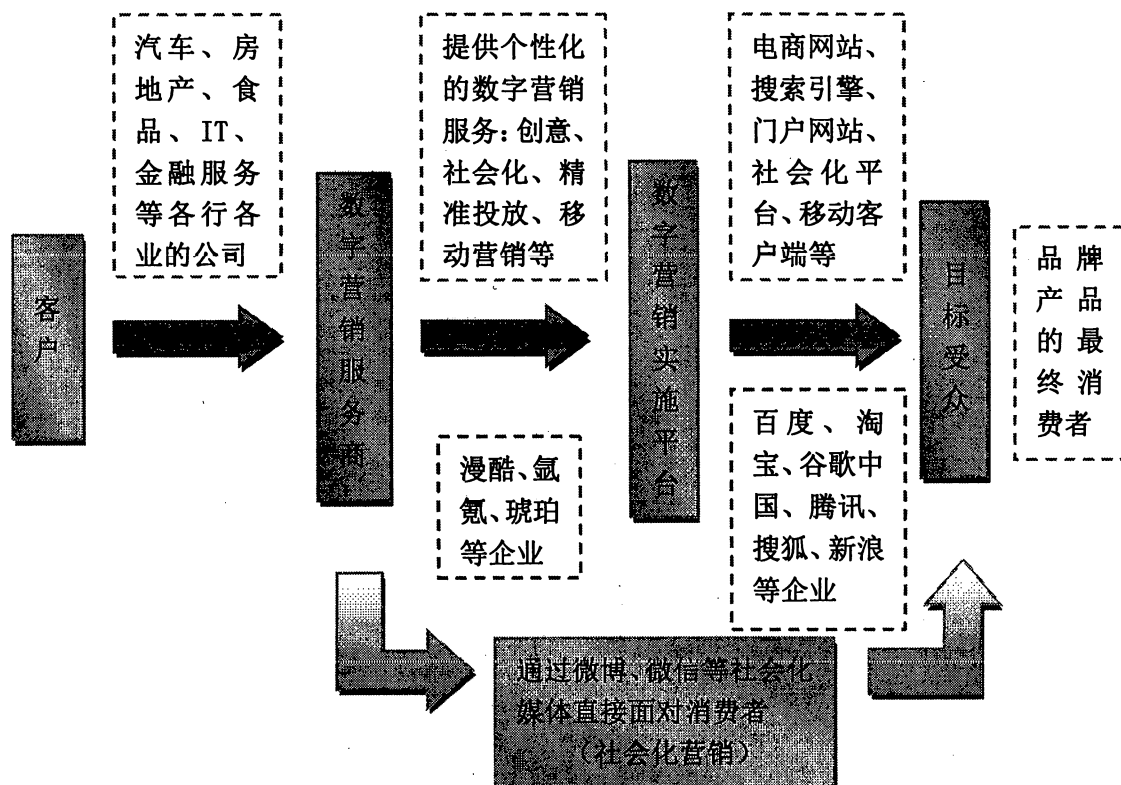 汽车、房
地产、食
品、IT、
金融服务
等各行各
业的公司
提供个性化
的数字营销
服务:创意、
社会化、精
准投放、移
动营销等
电商网站、
搜索引擎、
门户网站、
社会化平
台、移动客
户端等
客户
数字营销服务商
数字营销实施平台
目标受众
品牌
产品
的最
终消
费者
漫酷、氩
氪、琥珀
等企业
百度、淘
宝、谷歌中
国、腾讯、
搜狐、新浪
等企业
通过微博、微信等社会化
媒体直接面对消费者
(社会化营销)